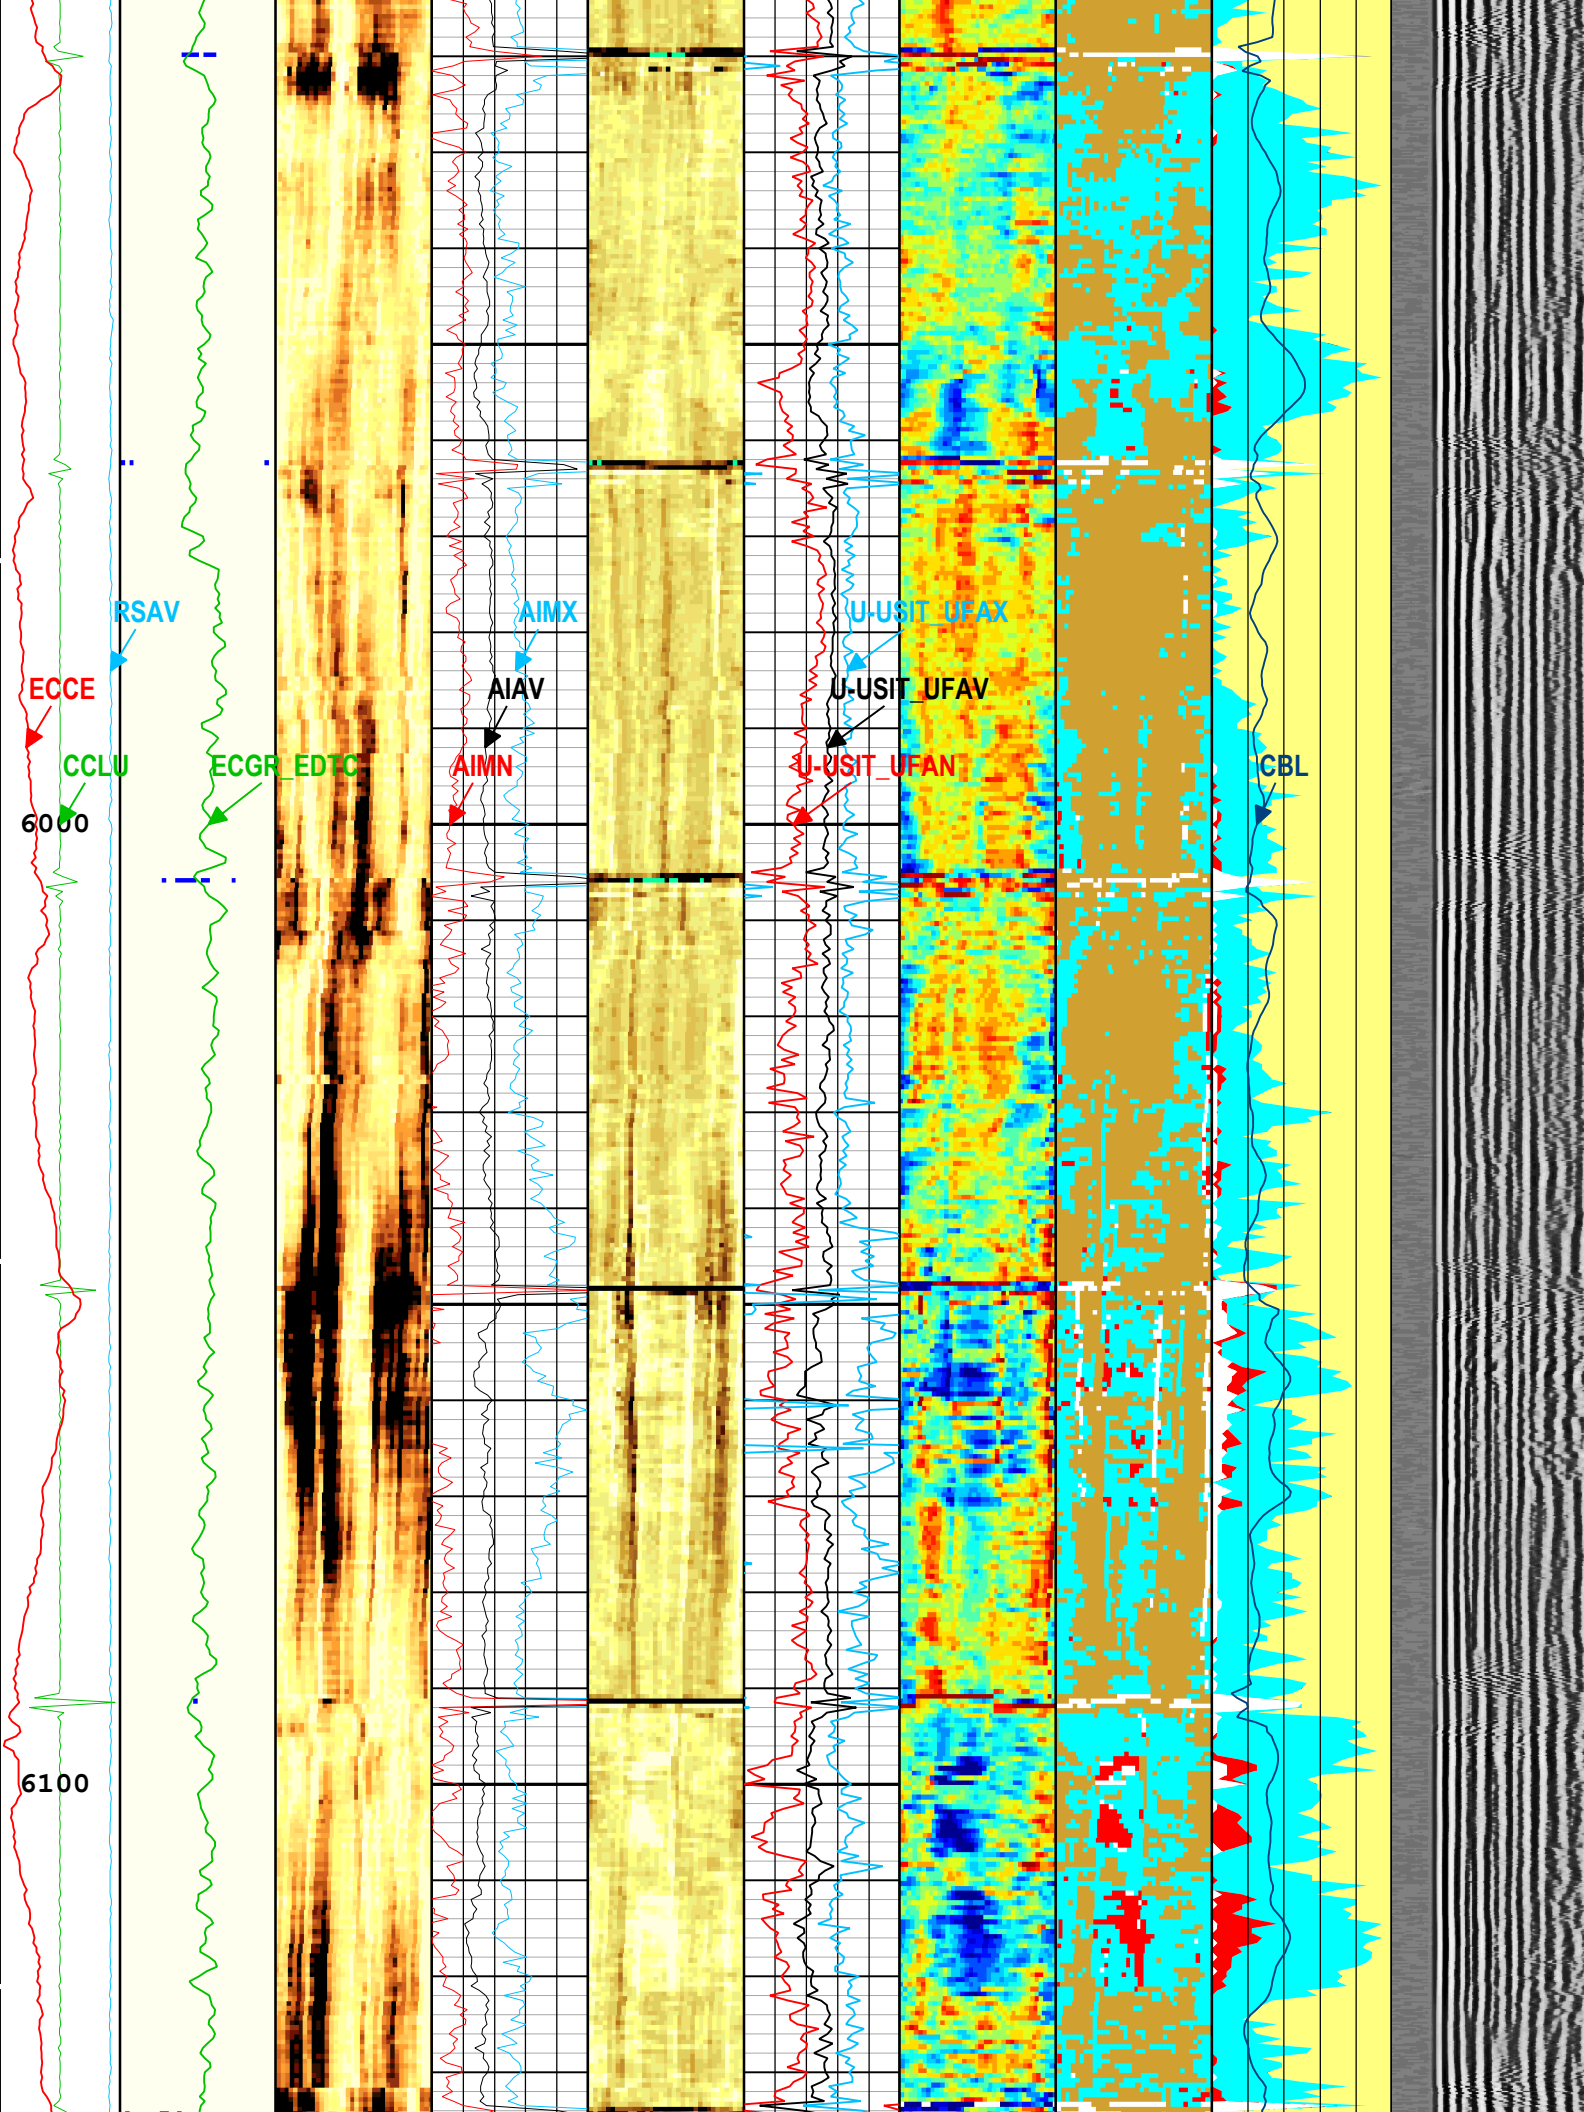 RSAV
AIMX
U-USIT_UFAX
ECCE
AIAV
U-USIT_UFAV
CCLU
ECGR_EDTC
AIMN
U-USIT_UFAN
CBL
6000
6100